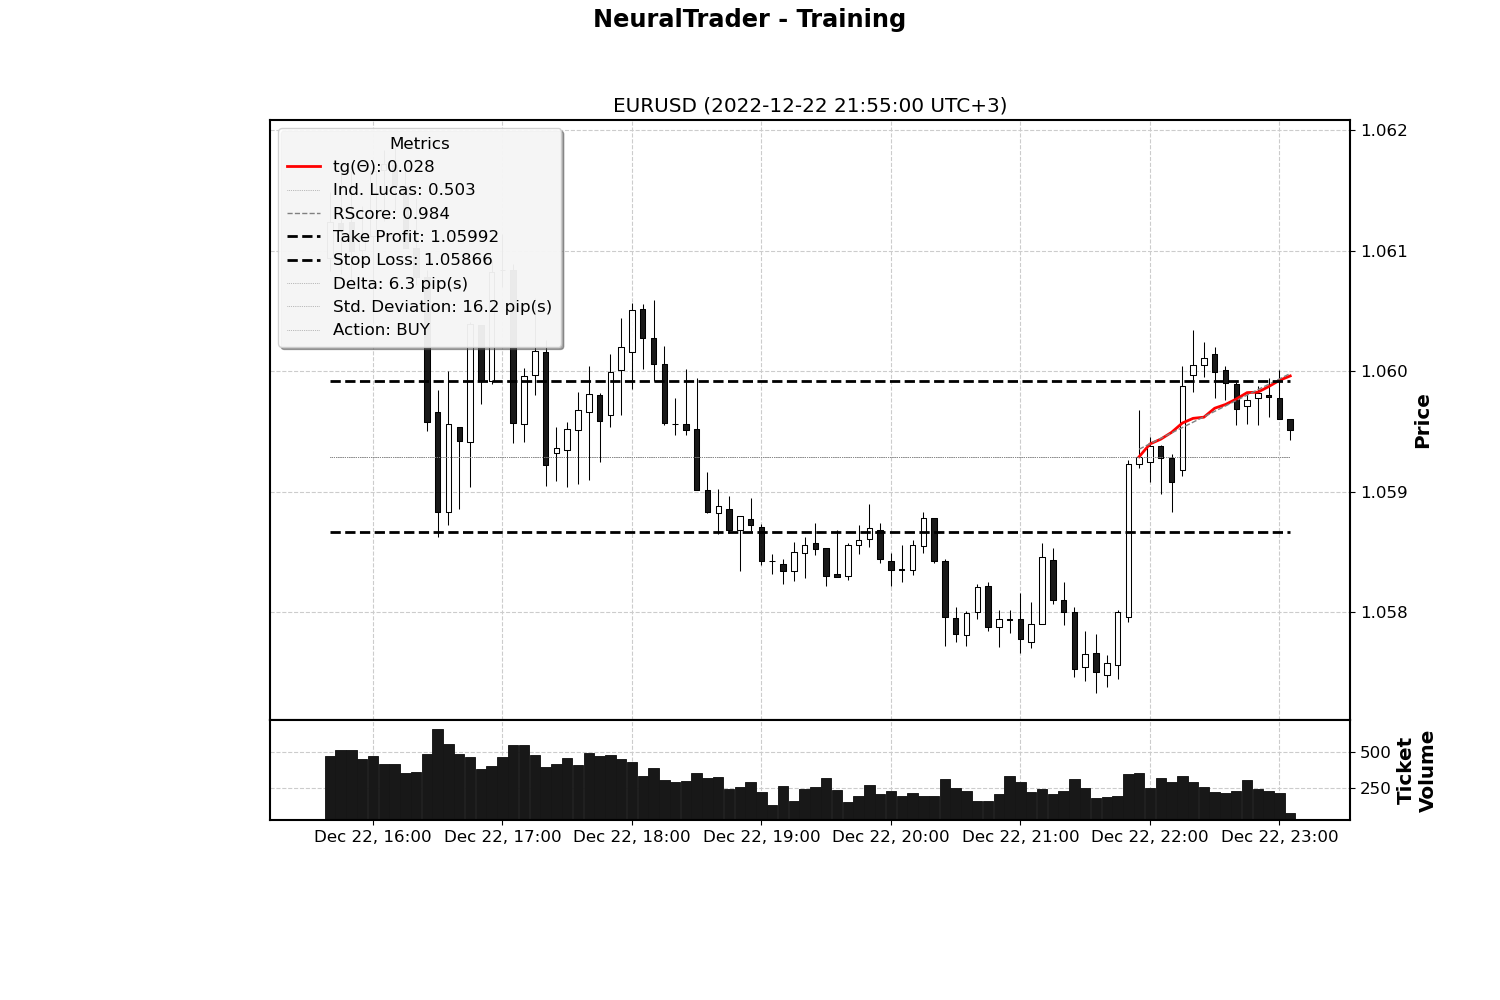 NeuralTrader - Training
EURUSD (2022-12-22 21:55:00 UTC+3)
Metrics
tg(Θ): 0.028
Ind. Lucas: 0.503
RScore: 0.984
Take Profit: 1.05992
Stop Loss: 1.05866
Delta: 6.3 pip(s)
Std. Deviation: 16.2 pip(s)
Action: BUY
1.062
1.061
1.060
1.059
1.058
Price
500
250
Ticket
Volume
Dec 22, 16:00
Dec 22, 17:00
Dec 22, 18:00
Dec 22, 19:00
Dec 22, 20:00
Dec 22, 21:00
Dec 22, 22:00
Dec 22, 23:00